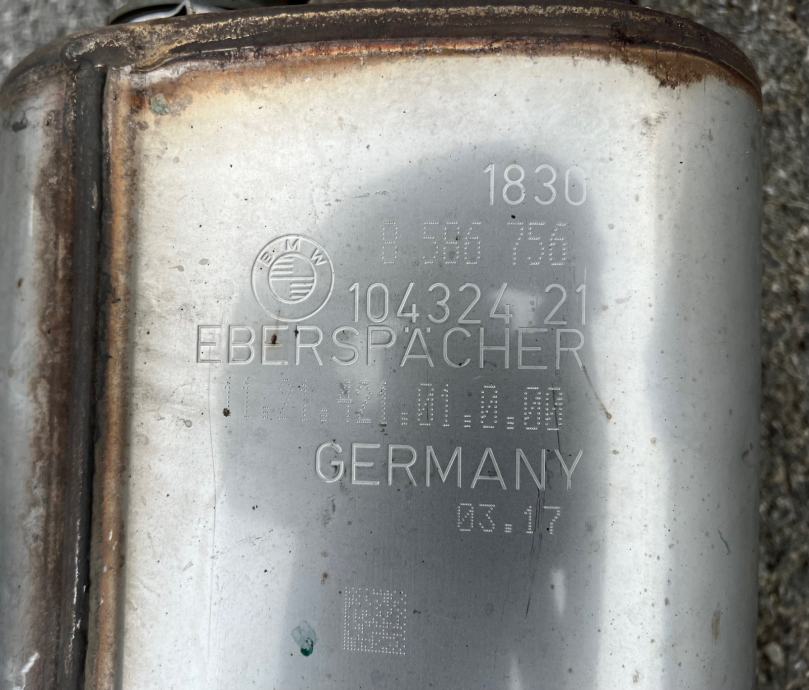 1830
8 586 756
BMW
104324 21
EBERSPÄCHER
11.21.421.01.0.00
GERMANY
03.17